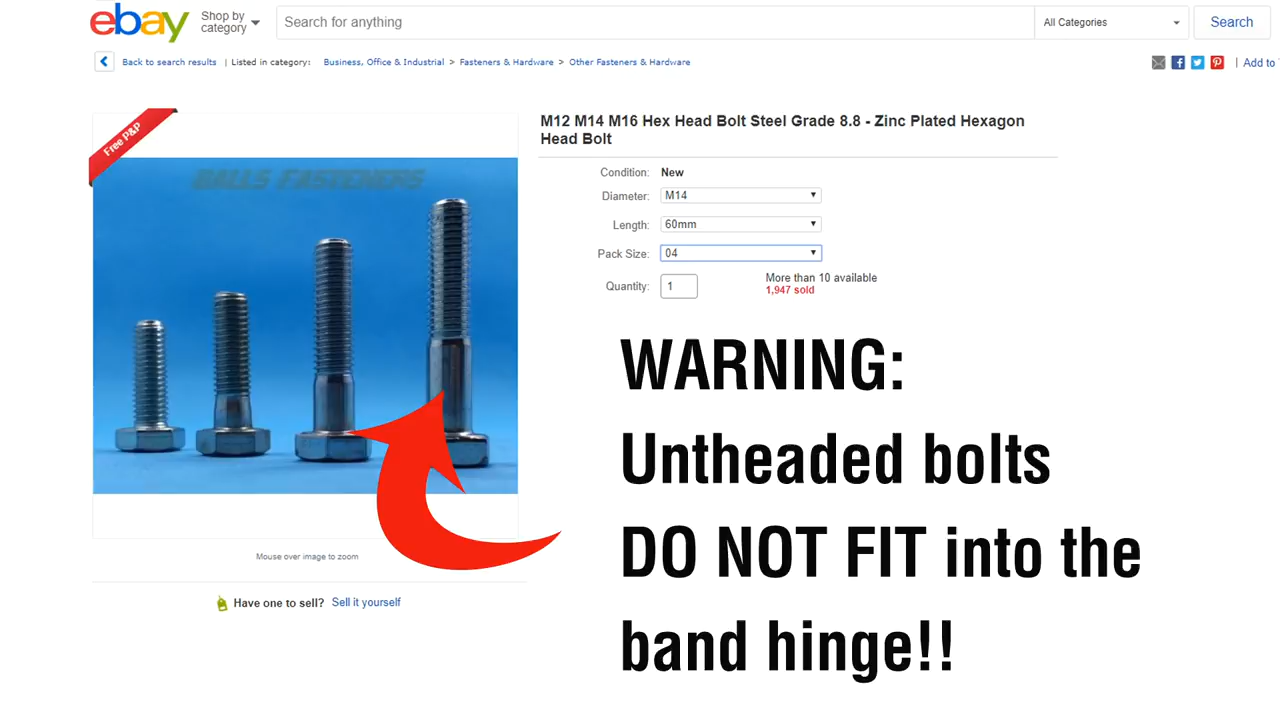 ebay
Shop by
category
Search for anything
All Categories
Search
Back to search results | Listed in category: Business, Office & Industrial > Fasteners & Hardware > Other Fasteners & Hardware
| Add to
Free P&P
BALLS FASTENERS
M12 M14 M16 Hex Head Bolt Steel Grade 8.8 - Zinc Plated Hexagon
Head Bolt
Condition: New
Diameter: M14
Length: 60mm
Pack Size: 04
Quantity: 1
More than 10 available
1,947 sold
WARNING:
Untheaded bolts
DO NOT FIT into the
band hinge!!
Mouse over image to zoom
Have one to sell? Sell it yourself